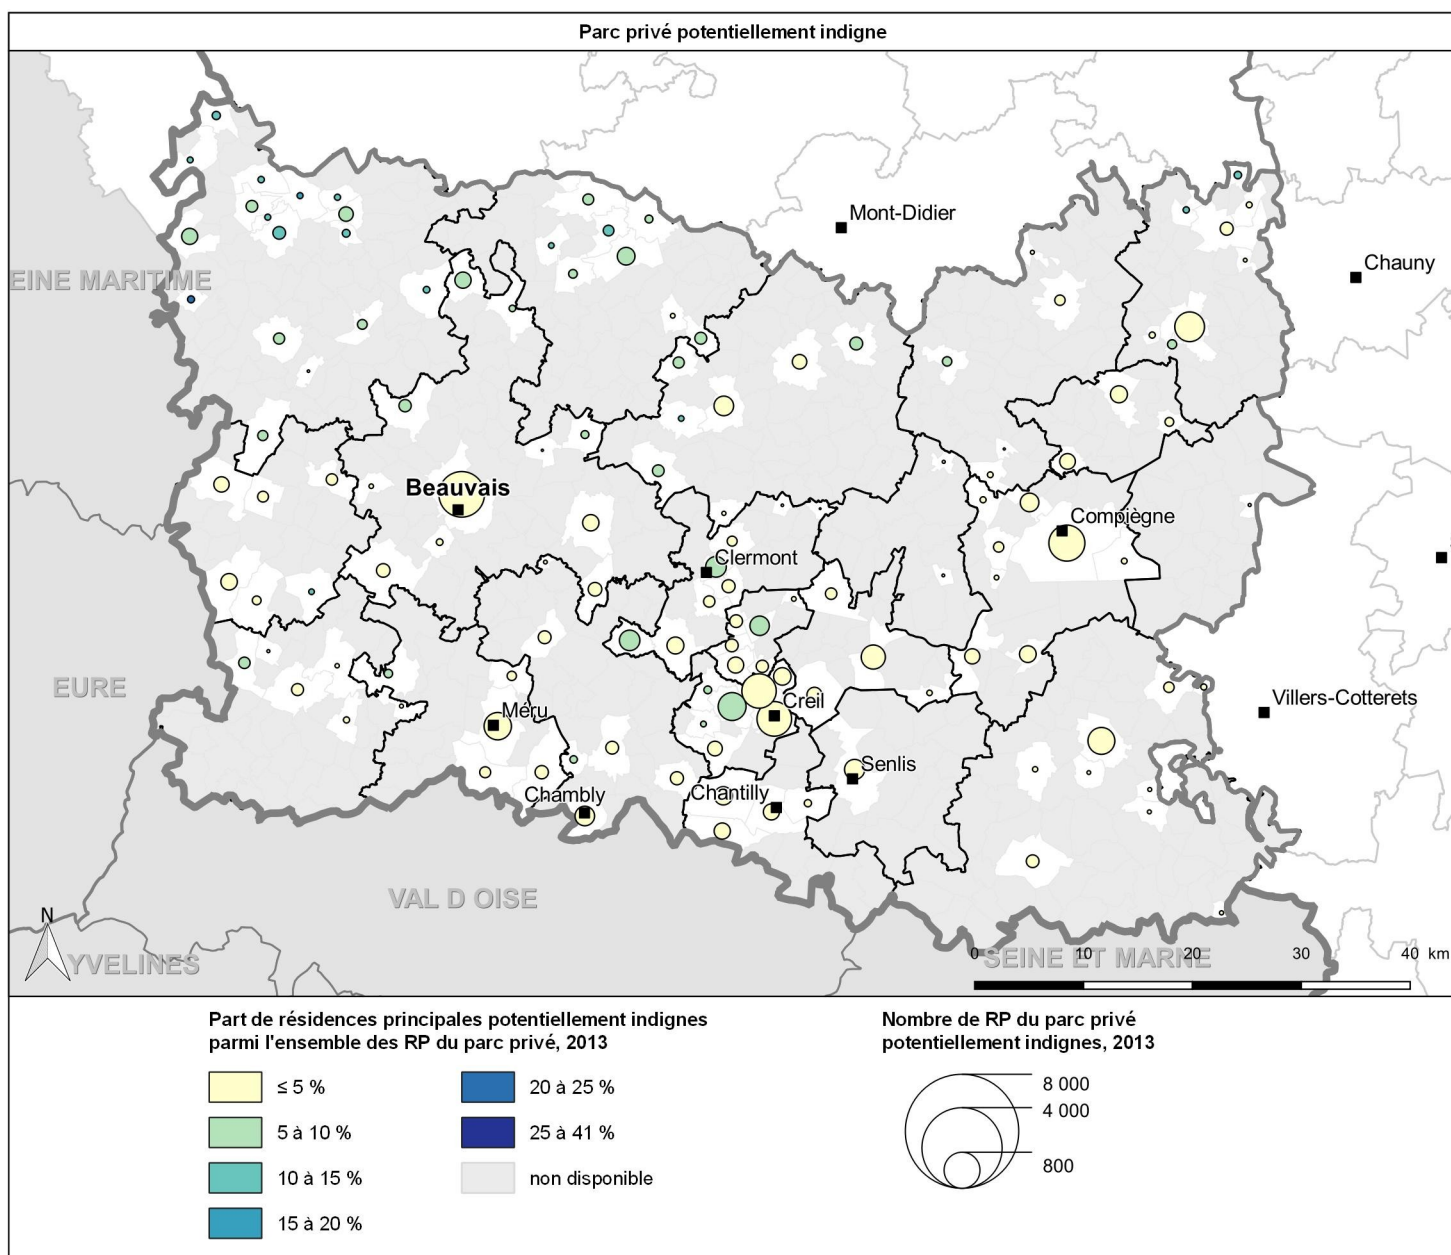 Parc privé potentiellement indigne
Mont-Didier
Chauny
EINE MARITIME
Beauvais
Compiègne
Clermont
EURE
Villers-Cotterets
Creil
Méru
Senlis
Chantilly
Chambly
VAL D OISE
N
YVELINES
SEINE ET MARNE
0 10 20 30 40 km
Part de résidences principales potentiellement indignes
parmi l'ensemble des RP du parc privé, 2013
≤ 5 %
5 à 10 %
10 à 15 %
15 à 20 %
20 à 25 %
25 à 41 %
non disponible
Nombre de RP du parc privé
potentiellement indignes, 2013
8 000
4 000
800